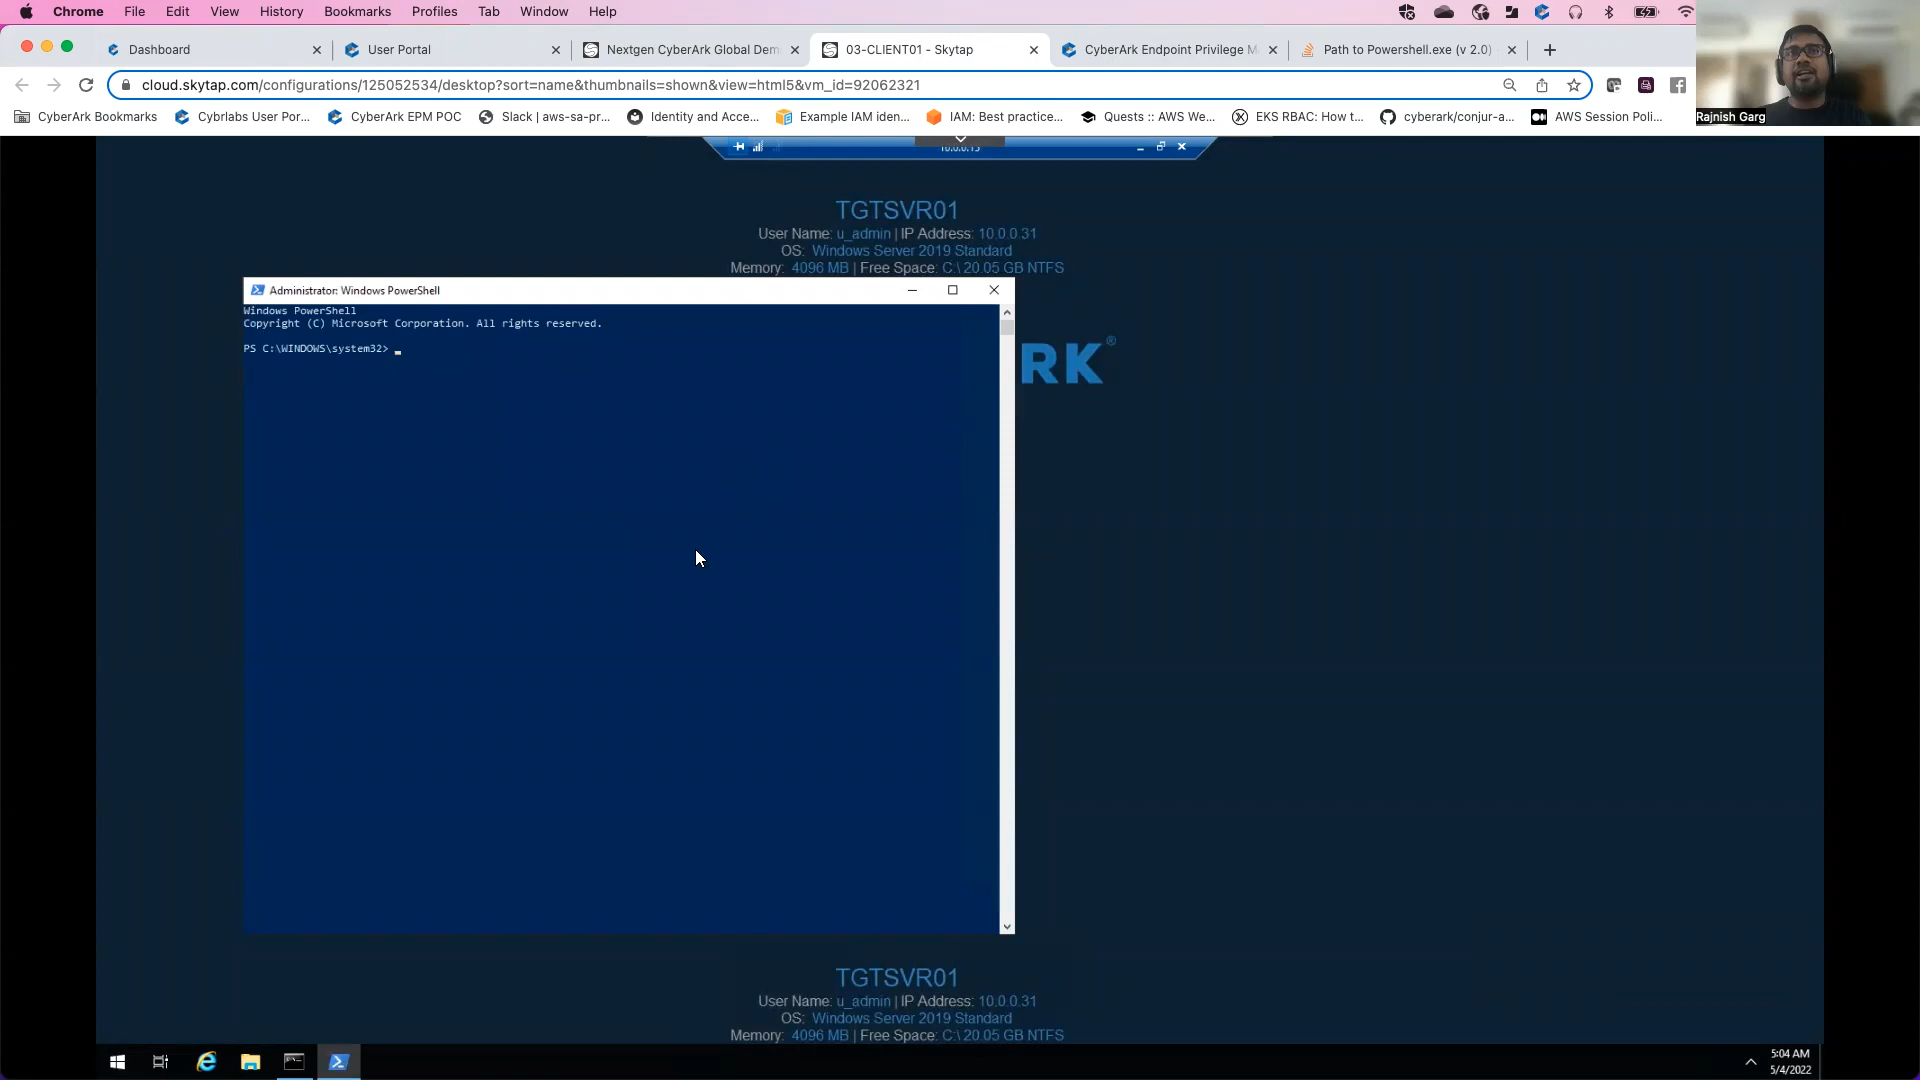 Chrome File Edit View History Bookmarks Profiles Tab Window Help
Dashboard User Portal Nextgen CyberArk Global Dem 03-CLIENT01 - Skytap CyberArk Endpoint Privilege M Path to Powershell.exe (v 2.0)
cloud.skytap.com/configurations/125052534/desktop?sort=name&thumbnails=shown&view=html5&vm_id=92062321
CyberArk Bookmarks Cybrlabs User Por... CyberArk EPM POC Slack | aws-sa-pr... Identity and Acce... Example IAM iden... IAM: Best practice... Quests :: AWS We... EKS RBAC: How t... cyberark/conjur-a... AWS Session Poli...
Rajnish Garg
TGTSVR01
User Name: u_admin | IP Address: 10.0.0.31
OS: Windows Server 2019 Standard
Memory: 4096 MB | Free Space: C:\ 20.05 GB NTFS
Administrator: Windows PowerShell
Windows PowerShell
Copyright (C) Microsoft Corporation. All rights reserved.
PS C:\WINDOWS\system32>
RK®
TGTSVR01
User Name: u_admin | IP Address: 10.0.0.31
OS: Windows Server 2019 Standard
Memory: 4096 MB | Free Space: C:\ 20.05 GB NTFS
5:04 AM
5/4/2022